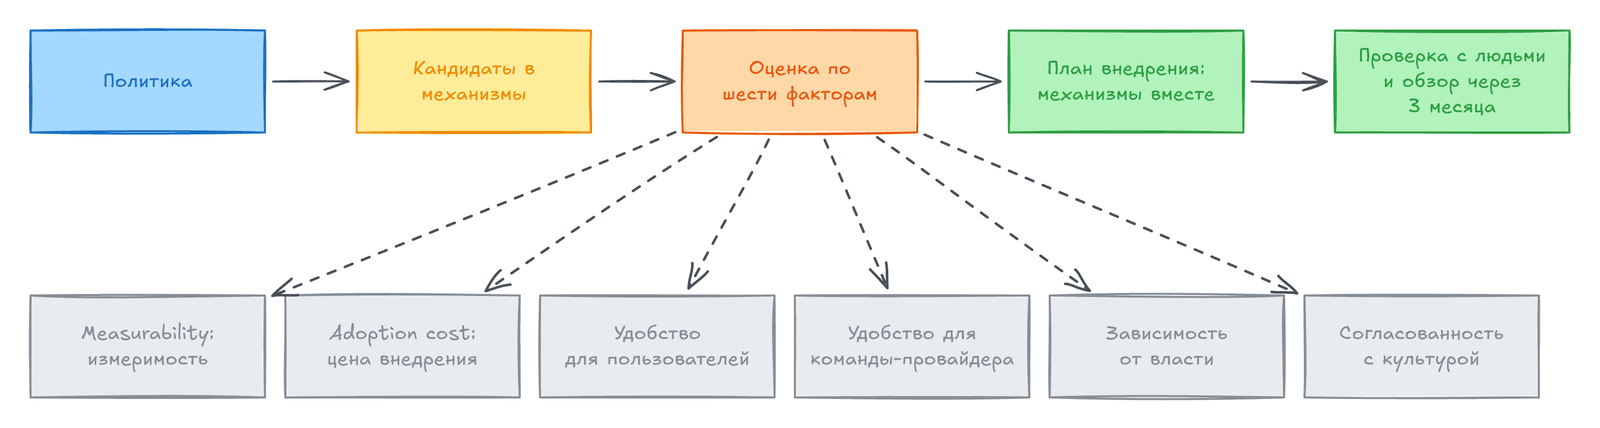 Политика
Кандидаты в
механизмы
Оценка по
шести факторам
План внедрения:
механизмы вместе
Проверка с людьми
и обзор через
3 месяца
Measurability:
измеримость
Adoption cost:
цена внедрения
Удобство
для пользователей
Удобство для
команды-провайдера
Зависимость
от власти
Согласованность
с культурой